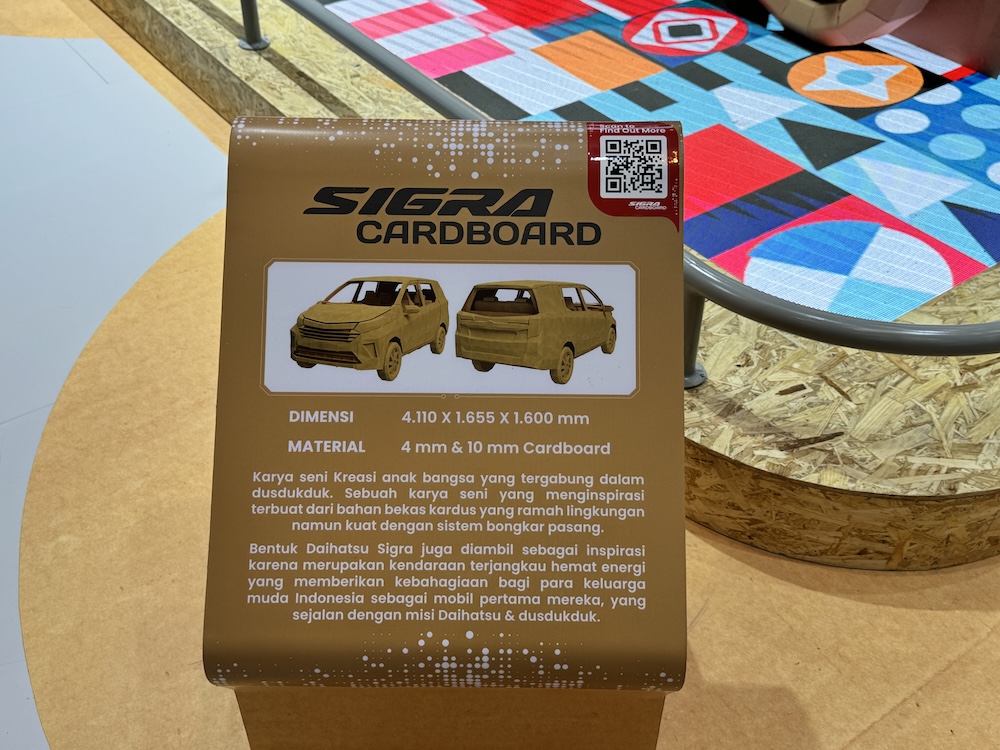 Scan to
Find Out More
SIGRA
CARDBOARD
SIGRA
CARDBOARD
DIMENSI 4.110 X 1.655 X 1.600 mm
MATERIAL 4 mm & 10 mm Cardboard
Karya seni Kreasi anak bangsa yang tergabung dalam
dusdukduk. Sebuah karya seni yang menginspirasi
terbuat dari bahan bekas kardus yang ramah lingkungan
namun kuat dengan sistem bongkar pasang.
Bentuk Daihatsu Sigra juga diambil sebagai inspirasi
karena merupakan kendaraan terjangkau hemat energi
yang memberikan kebahagiaan bagi para keluarga
muda Indonesia sebagai mobil pertama mereka, yang
sejalan dengan misi Daihatsu & dusdukduk.